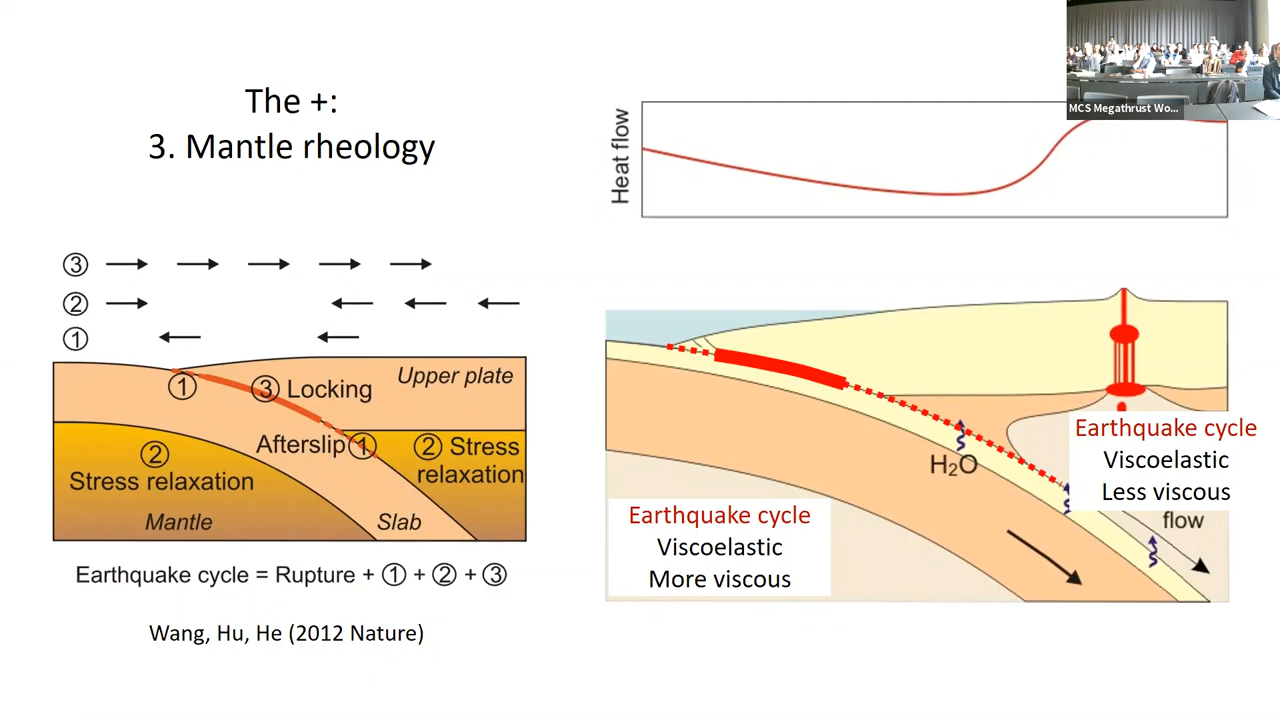 The +:
3. Mantle rheology
MCS Megathrust Wo...
Heat flow
③
②
①
① ③ Locking
Upper plate
Afterslip ①
② Stress relaxation
②
Stress relaxation
Mantle
Slab
Earthquake cycle = Rupture + ① + ② + ③
Wang, Hu, He (2012 Nature)
H₂O
Earthquake cycle
Viscoelastic
Less viscous
flow
Earthquake cycle
Viscoelastic
More viscous